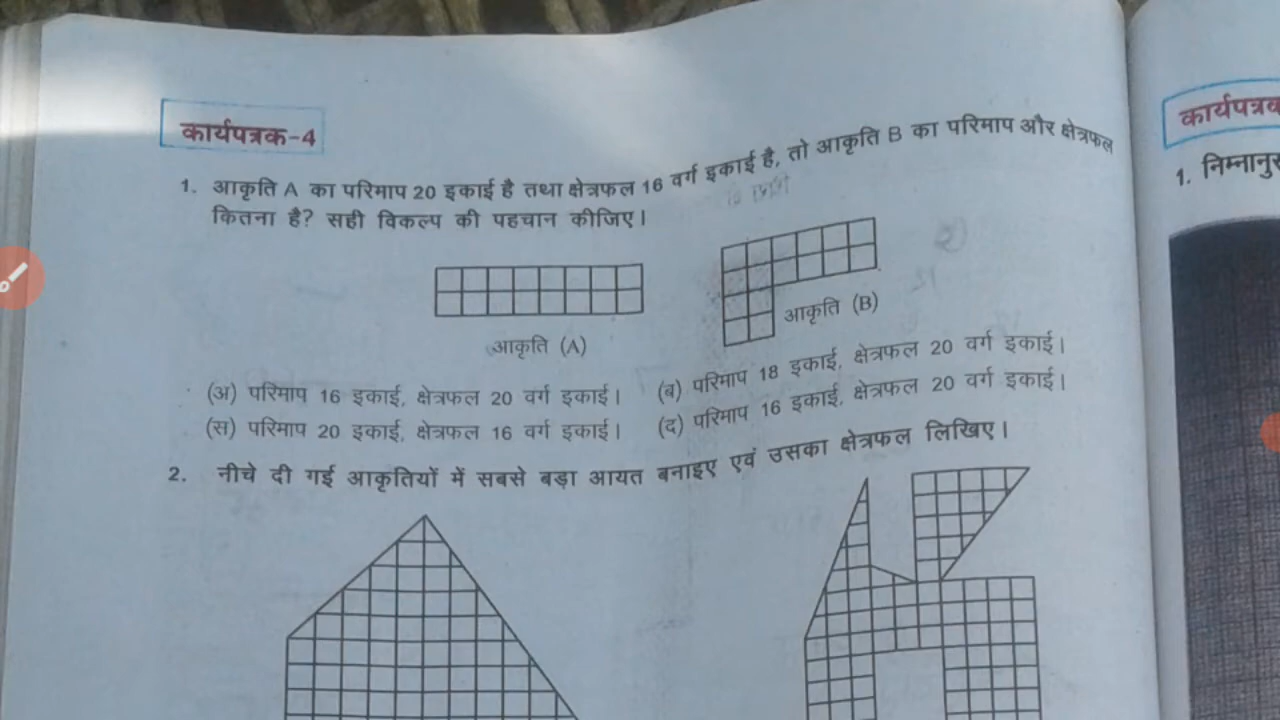 कार्यपत्रक-4
1. आकृति A का परिमाप 20 इकाई है तथा क्षेत्रफल 16 वर्ग इकाई है, तो आकृति B का परिमाप और क्षेत्रफल
कितना है? सही विकल्प की पहचान कीजिए।
आकृति (A)
आकृति (B)
(अ) परिमाप 16 इकाई, क्षेत्रफल 20 वर्ग इकाई।
(ब) परिमाप 18 इकाई, क्षेत्रफल 20 वर्ग इकाई।
(स) परिमाप 20 इकाई, क्षेत्रफल 16 वर्ग इकाई।
(द) परिमाप 16 इकाई, क्षेत्रफल 20 वर्ग इकाई।
2. नीचे दी गई आकृतियों में सबसे बड़ा आयत बनाइए एवं उसका क्षेत्रफल लिखिए।
1.